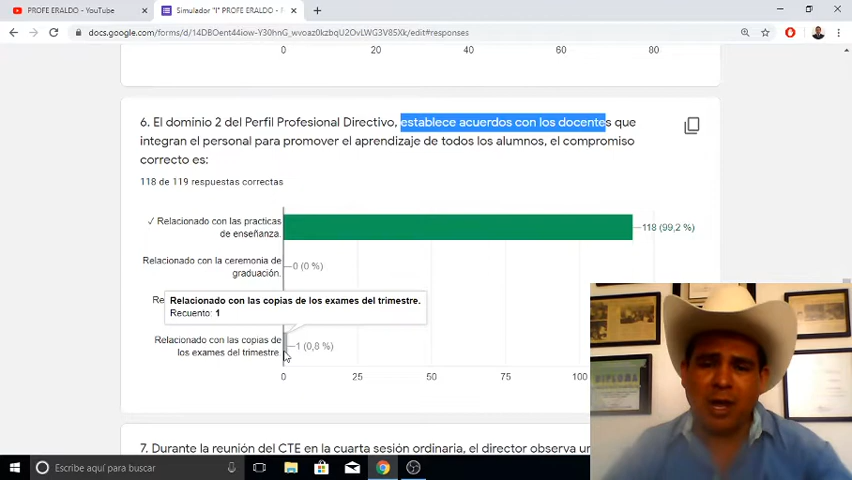 PROFE ERALDO - YouTube
Simulador "I" PROFE ERALDO - F
docs.google.com/forms/d/14DBOent44iow-Y30hnG_wvoaz0kzbqU2OvLWG3V85Xk/edit#responses
0 20 40 60 80
6. El dominio 2 del Perfil Profesional Directivo, establece acuerdos con los docentes que
integran el personal para promover el aprendizaje de todos los alumnos, el compromiso
correcto es:
118 de 119 respuestas correctas
✓ Relacionado con las practicas
de enseñanza.
118 (99,2 %)
Relacionado con la ceremonia de
graduación.
0 (0 %)
Relacionado con las copias de los exames del trimestre.
Recuento: 1
Relacionado con las copias de
los exames del trimestre.
1 (0,8 %)
0 25 50 75 100
7. Durante la reunión del CTE en la cuarta sesión ordinaria, el director observa un
Escribe aquí para buscar